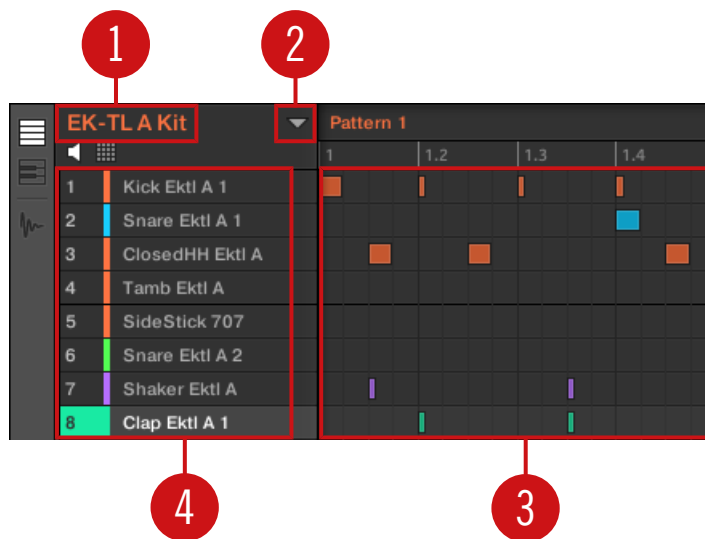 1 2
EK-TL A Kit Pattern 1
1 1.2 1.3 1.4
1 Kick Ektl A 1
2 Snare Ektl A 1
3 ClosedHH Ektl A
4 Tamb Ektl A
5 SideStick 707
6 Snare Ektl A 2
7 Shaker Ektl A
8 Clap Ektl A 1
4 3